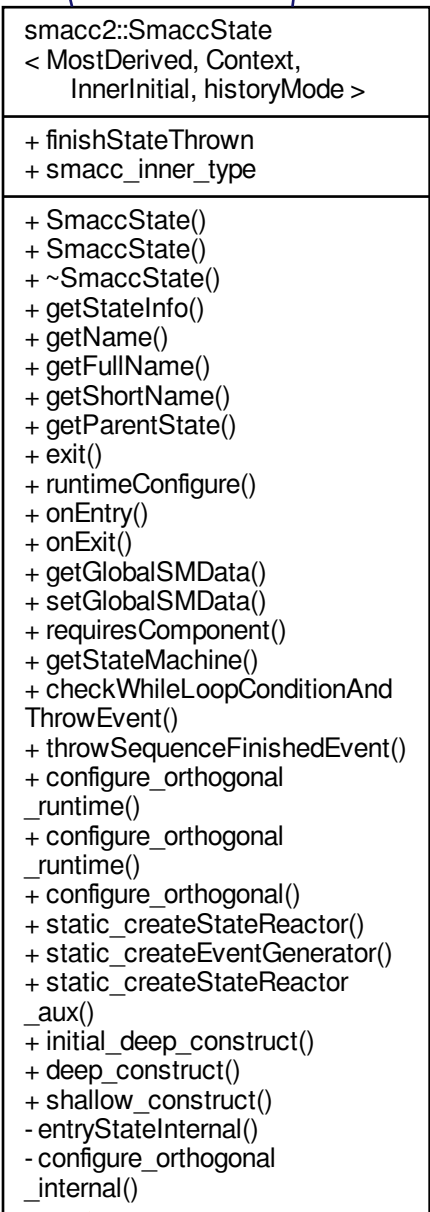 smacc2::SmaccState
< MostDerived, Context,
InnerInitial, historyMode >
+ finishStateThrown
+ smacc_inner_type
+ SmaccState()
+ SmaccState()
+ ~SmaccState()
+ getStateInfo()
+ getName()
+ getFullName()
+ getShortName()
+ getParentState()
+ exit()
+ runtimeConfigure()
+ onEntry()
+ onExit()
+ getGlobalSMData()
+ setGlobalSMData()
+ requiresComponent()
+ getStateMachine()
+ checkWhileLoopConditionAnd
ThrowEvent()
+ throwSequenceFinishedEvent()
+ configure_orthogonal
_runtime()
+ configure_orthogonal
_runtime()
+ configure_orthogonal()
+ static_createStateReactor()
+ static_createEventGenerator()
+ static_createStateReactor
_aux()
+ initial_deep_construct()
+ deep_construct()
+ shallow_construct()
- entryStateInternal()
- configure_orthogonal
_internal()